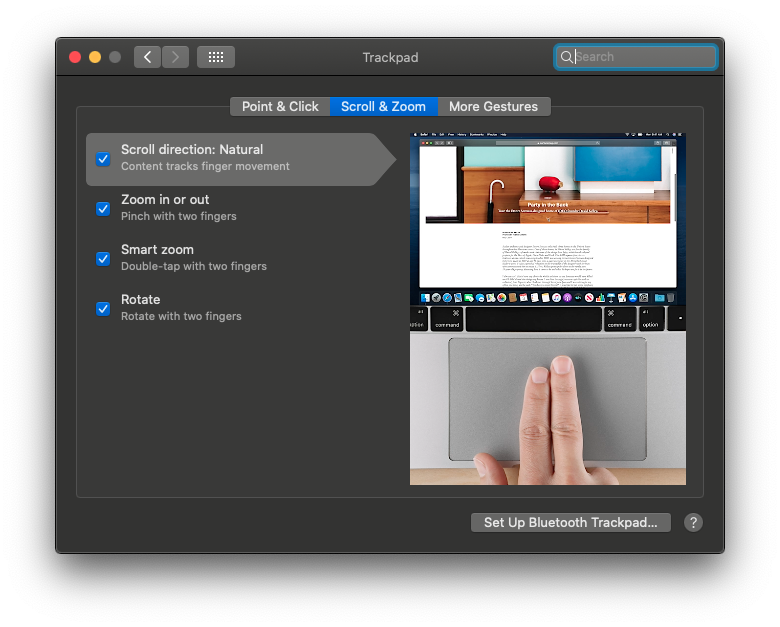 Trackpad
Search
Point & Click
Scroll & Zoom
More Gestures
Scroll direction: Natural
Content tracks finger movement
Zoom in or out
Pinch with two fingers
Smart zoom
Double-tap with two fingers
Rotate
Rotate with two fingers
Party in the Back
command
command
option
Set Up Bluetooth Trackpad...
?